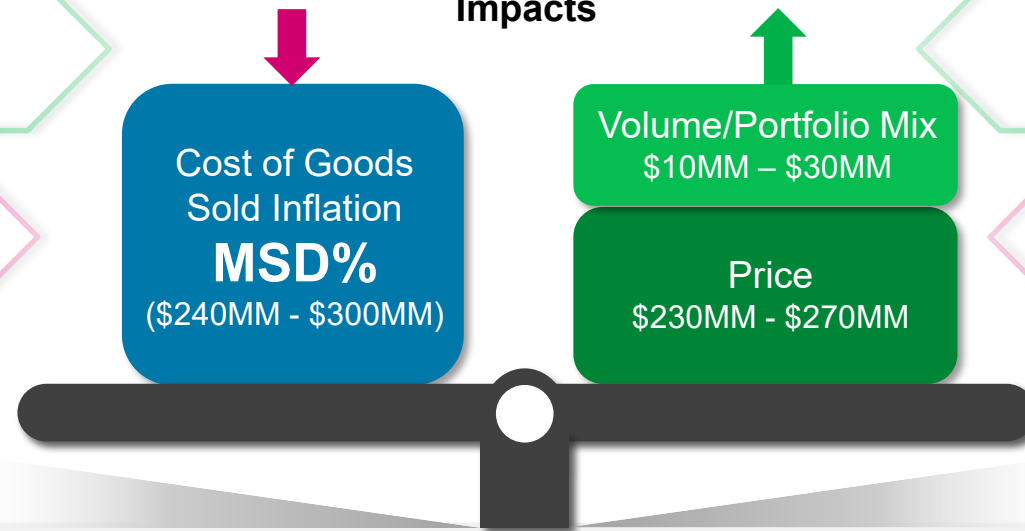 Impacts
Cost of Goods
Sold Inflation
MSD%
($240MM - $300MM)
Volume/Portfolio Mix
$10MM – $30MM
Price
$230MM - $270MM